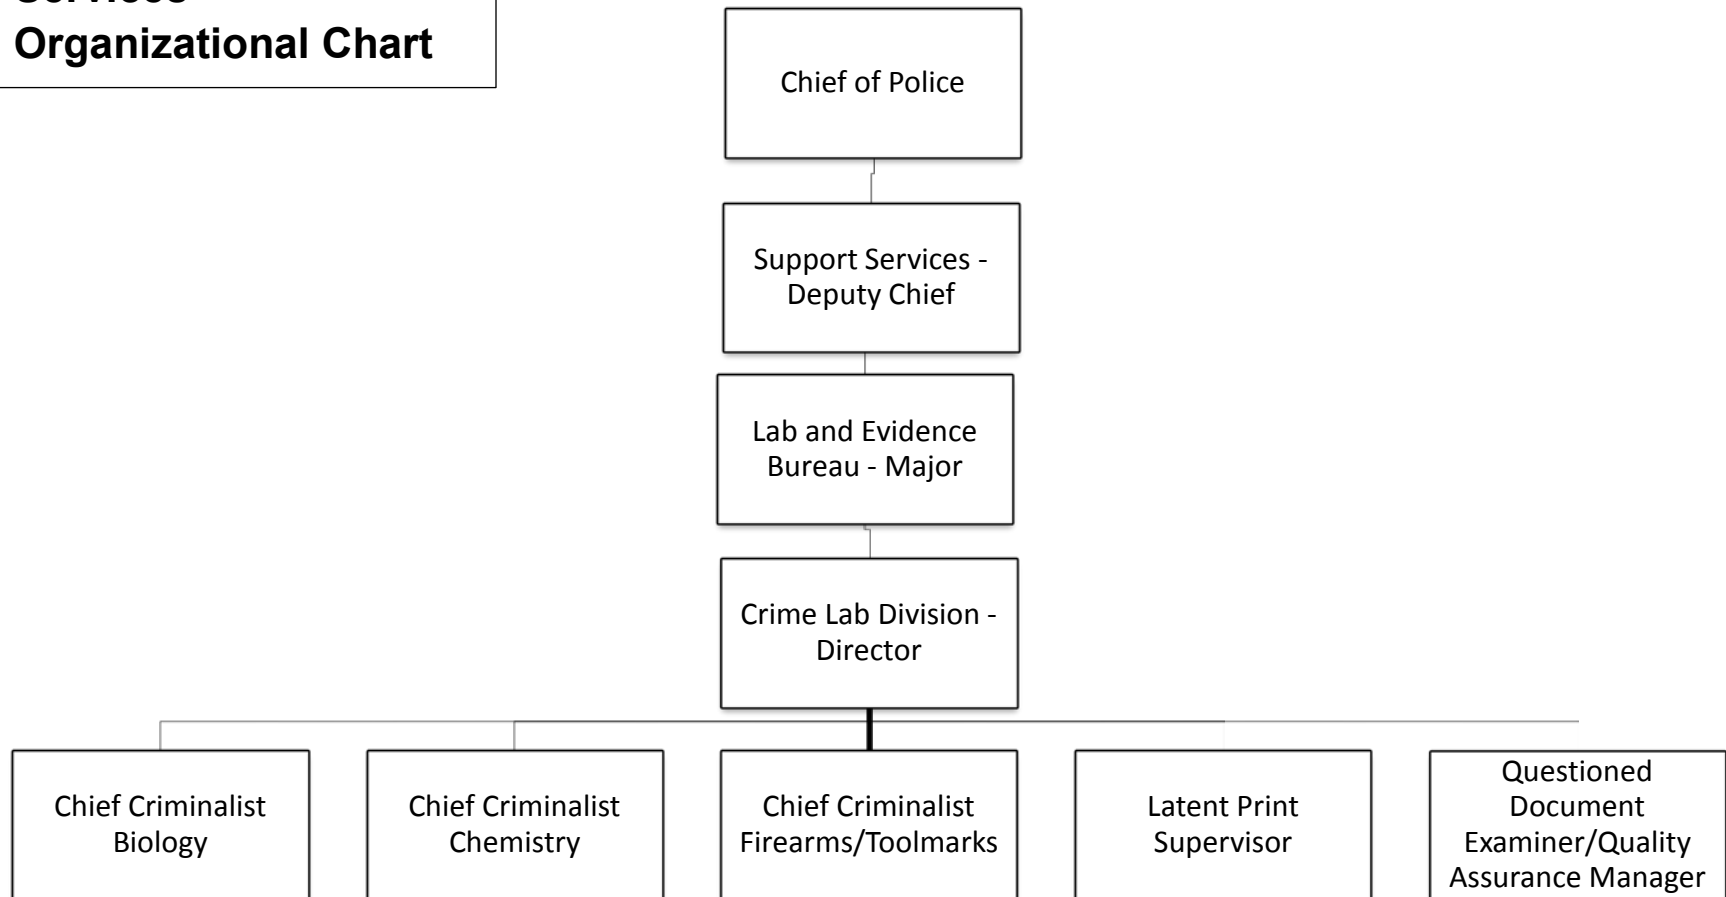 Organizational Chart
Chief of Police
Support Services -
Deputy Chief
Lab and Evidence
Bureau - Major
Crime Lab Division -
Director
Chief Criminalist
Biology
Chief Criminalist
Chemistry
Chief Criminalist
Firearms/Toolmarks
Latent Print
Supervisor
Questioned
Document
Examiner/Quality
Assurance Manager